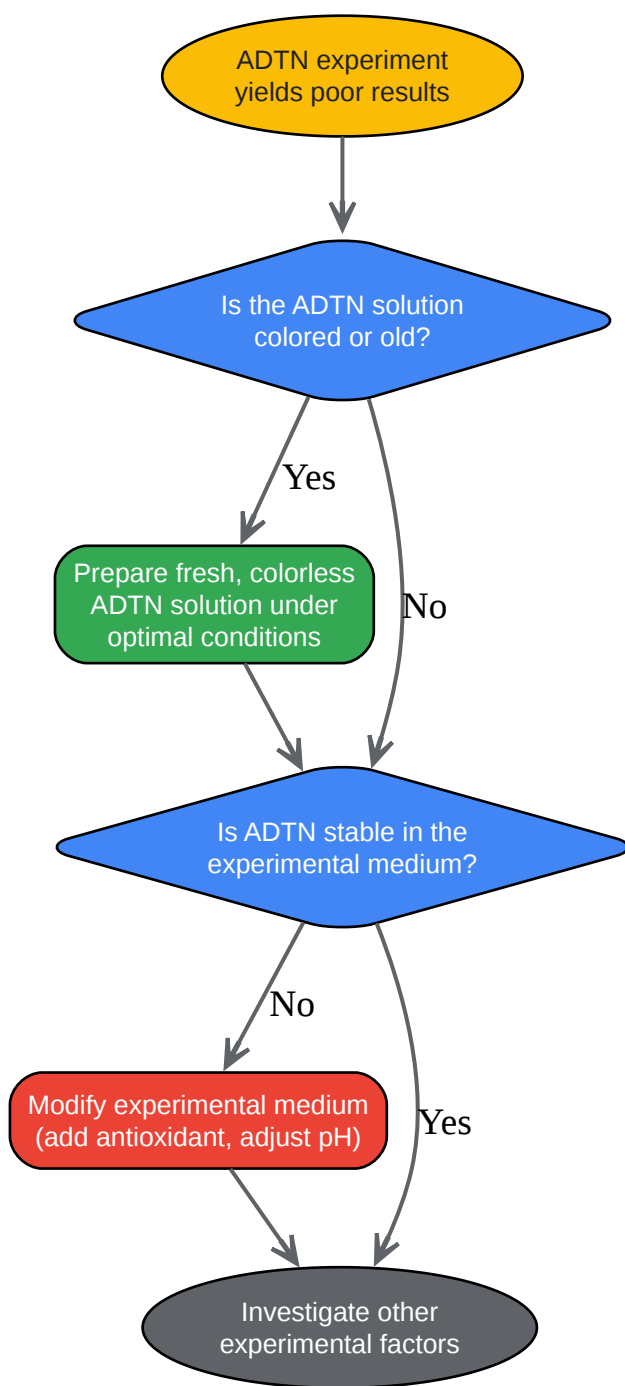 ADTN experiment
yields poor results
Is the ADTN solution
colored or old?
Yes
Prepare fresh, colorless
ADTN solution under
optimal conditions
No
Is ADTN stable in the
experimental medium?
No
Modify experimental medium
(add antioxidant, adjust pH)
Yes
Investigate other
experimental factors